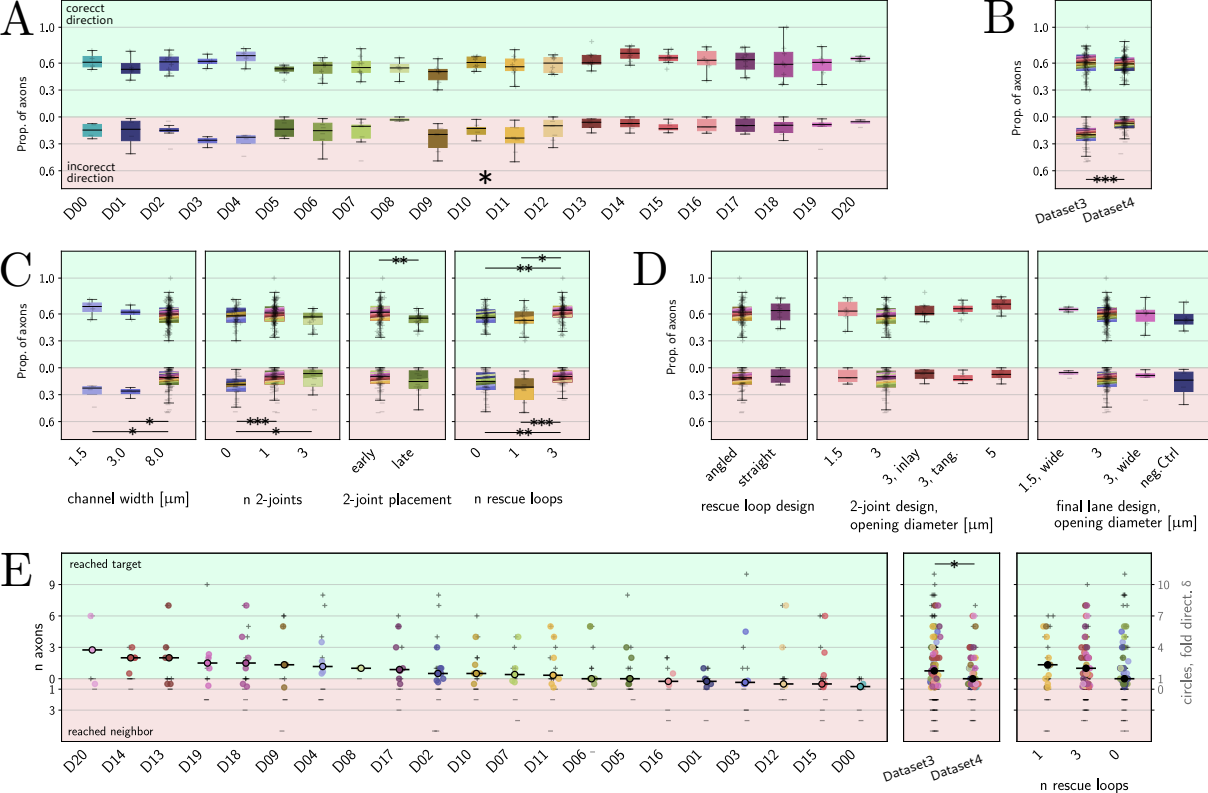 A
corecct
direction
1.0
0.6
0.3
0.0
0.3
0.6
Prop. of axons
incorecct
direction
*
D00
D01
D02
D03
D04
D05
D06
D07
D08
D09
D10
D11
D12
D13
D14
D15
D16
D17
D18
D19
D20
B
1.0
0.6
0.3
0.0
0.3
0.6
Prop. of axons
***
Dataset3
Dataset4
C
1.0
0.6
0.3
0.0
0.3
0.6
Prop. of axons
*
*
1.5
3.0
8.0
channel width [μm]
***
*
0
1
3
n 2-joints
**
early
late
2-joint placement
*
**
***
**
0
1
3
n rescue loops
D
1.0
0.6
0.3
0.0
0.3
0.6
Prop. of axons
angled
straight
rescue loop design
1.5
3
3, inlay
3, tang.
5
2-joint design,
opening diameter [μm]
1.5, wide
3
3, wide
neg. Ctrl
final lane design,
opening diameter [μm]
E
reached target
9
6
3
0
1
3
n axons
reached neighbor
D20
D14
D13
D19
D18
D09
D04
D08
D17
D02
D10
D07
D11
D06
D05
D16
D01
D03
D12
D15
D00
*
Dataset3
Dataset4
10
7
4
2
1
0
circles, fold direct. δ
1
3
0
n rescue loops